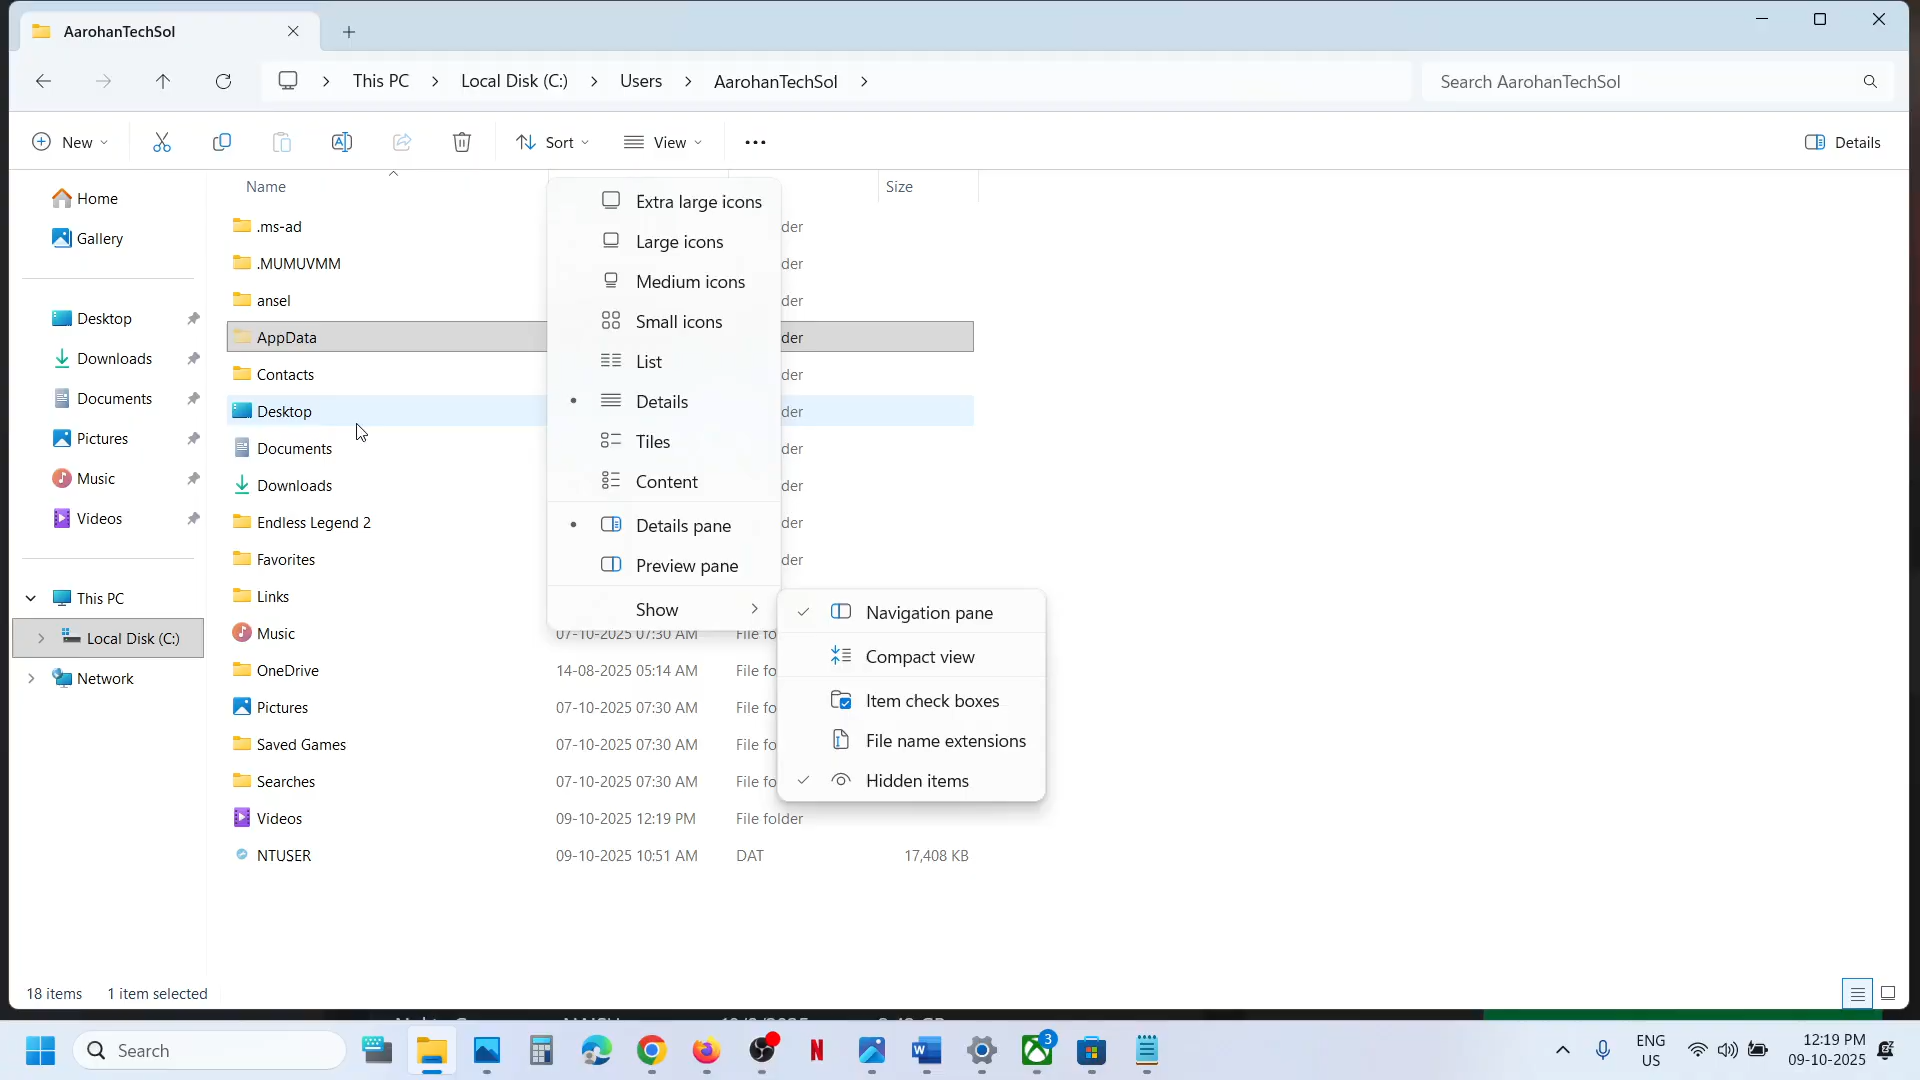 AarohanTechSol
This PC
Local Disk (C:)
Users
AarohanTechSol
Search AarohanTechSol
New
Sort
View
Details
Name
Size
Home
Gallery
Desktop
Downloads
Documents
Pictures
Music
Videos
This PC
Local Disk (C:)
Network
.ms-ad
der
.MUMUVMM
der
ansel
der
AppData
der
Contacts
der
Desktop
der
Documents
der
Downloads
der
Endless Legend 2
der
Favorites
der
Links
Music
07-10-2025 07:30 AM
File fo
OneDrive
14-08-2025 05:14 AM
File fo
Pictures
07-10-2025 07:30 AM
File fo
Saved Games
07-10-2025 07:30 AM
File fo
Searches
07-10-2025 07:30 AM
File fo
Videos
09-10-2025 12:19 PM
File folder
NTUSER
09-10-2025 10:51 AM
DAT
17,408 KB
Extra large icons
Large icons
Medium icons
Small icons
List
Details
Tiles
Content
Details pane
Preview pane
Show
Navigation pane
Compact view
Item check boxes
File name extensions
Hidden items
18 items
1 item selected
Search
3
ENG
US
12:19 PM
09-10-2025